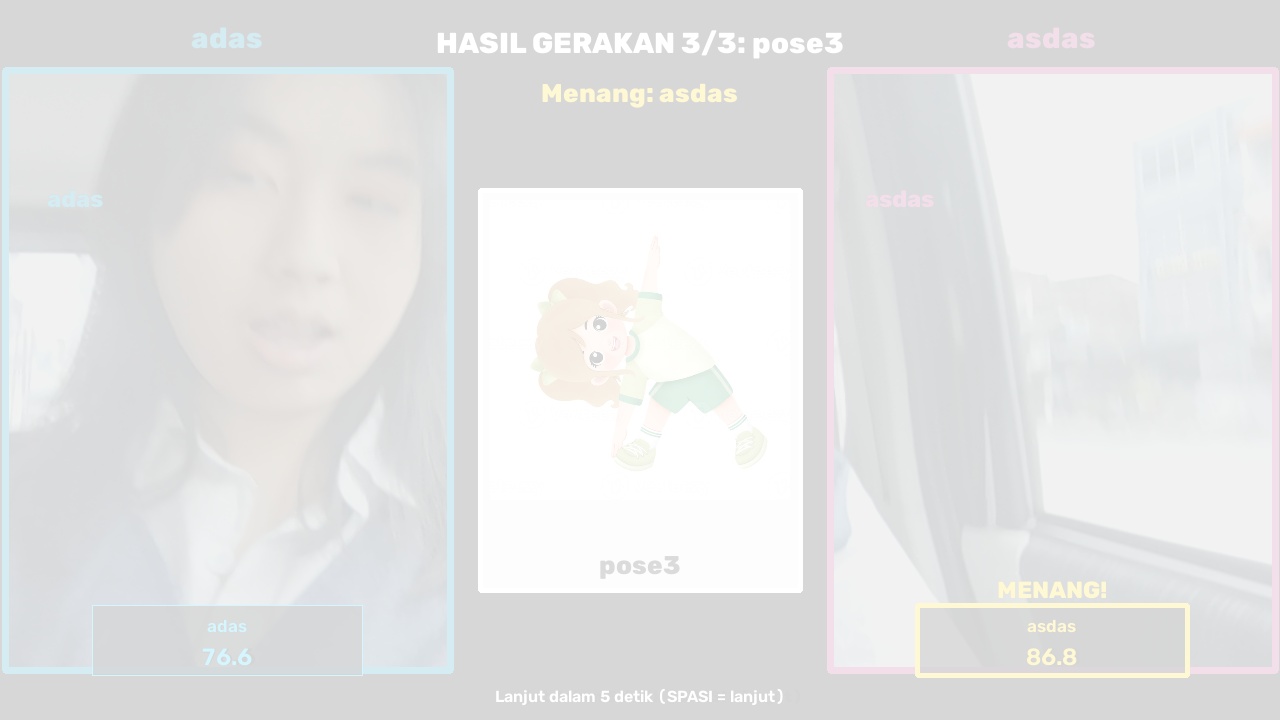 adas
HASIL GERAKAN 3/3: pose3
asdas
Menang: asdas
adas
asdas
pose3
MENANG!
adas
76.6
asdas
86.8
Lanjut dalam 5 detik (SPASI = lanjut)